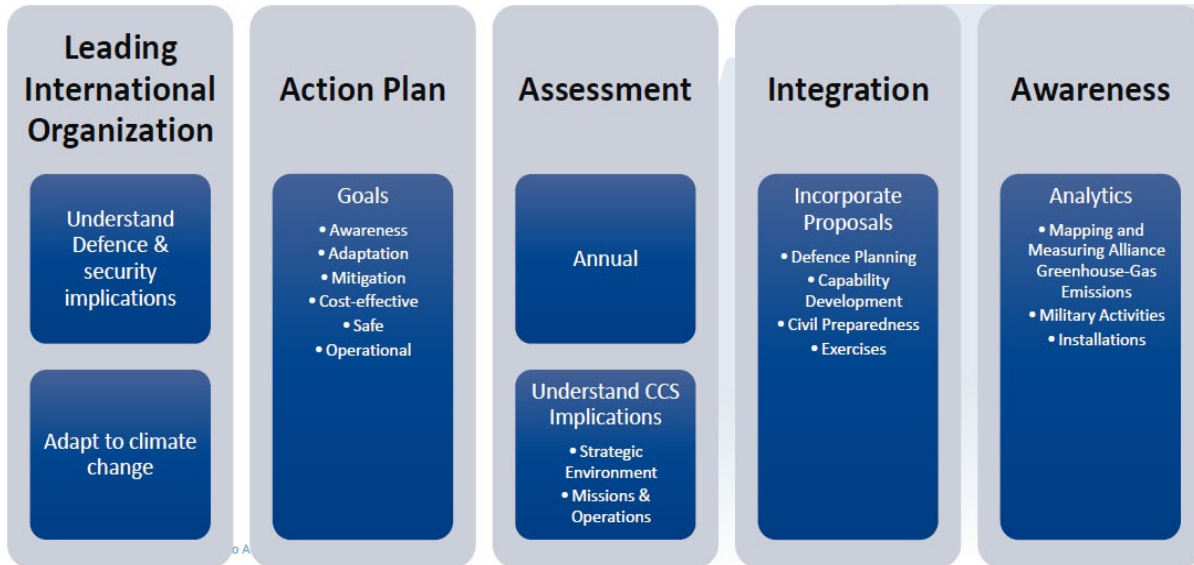 Leading
International
Organization
Understand
Defence &
security
implications
Adapt to climate
change
Action Plan
Goals
• Awareness
• Adaptation
• Mitigation
• Cost-effective
• Safe
• Operational
Assessment
Annual
Understand CCS
Implications
• Strategic
Environment
• Missions &
Operations
Integration
Incorporate
Proposals
• Defence Planning
• Capability
Development
• Civil Preparedness
• Exercises
Awareness
Analytics
• Mapping and
Measuring Alliance
Greenhouse-Gas
Emissions
• Military Activities
• Installations